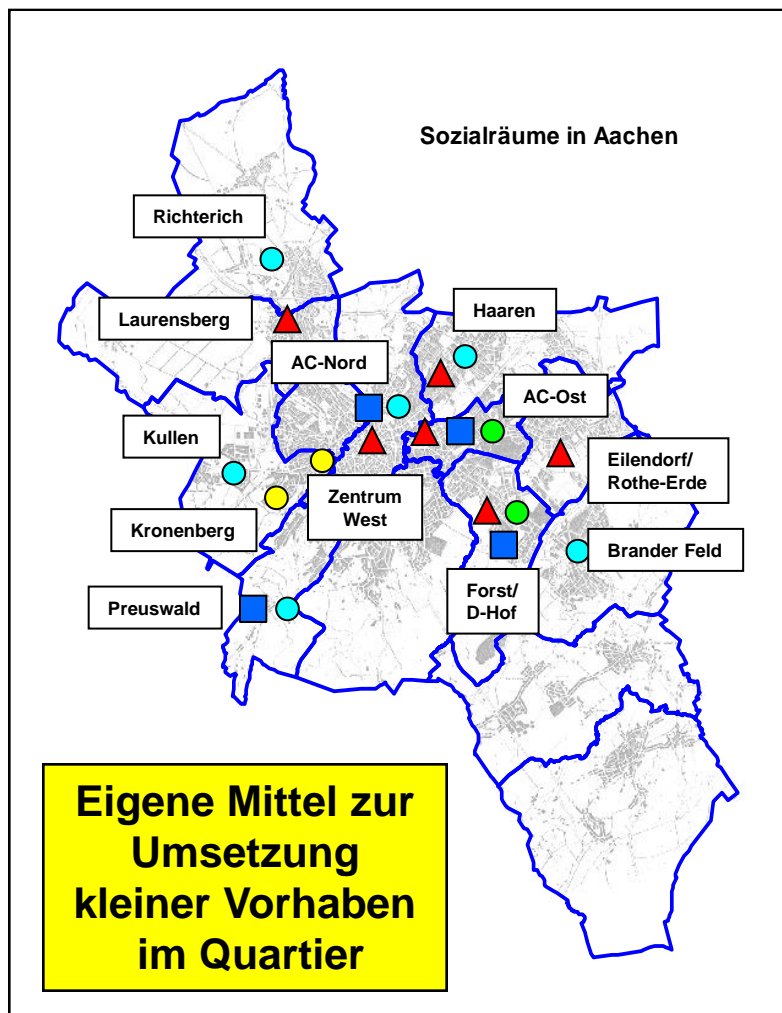 Sozialräume in Aachen
Richterich
Laurensberg
Haaren
AC-Nord
AC-Ost
Kullen
Eilendorf/
Rothe-Erde
Zentrum
West
Kronenberg
Brander Feld
Preuswald
Forst/
D-Hof
Eigene Mittel zur
Umsetzung
kleiner Vorhaben
im Quartier